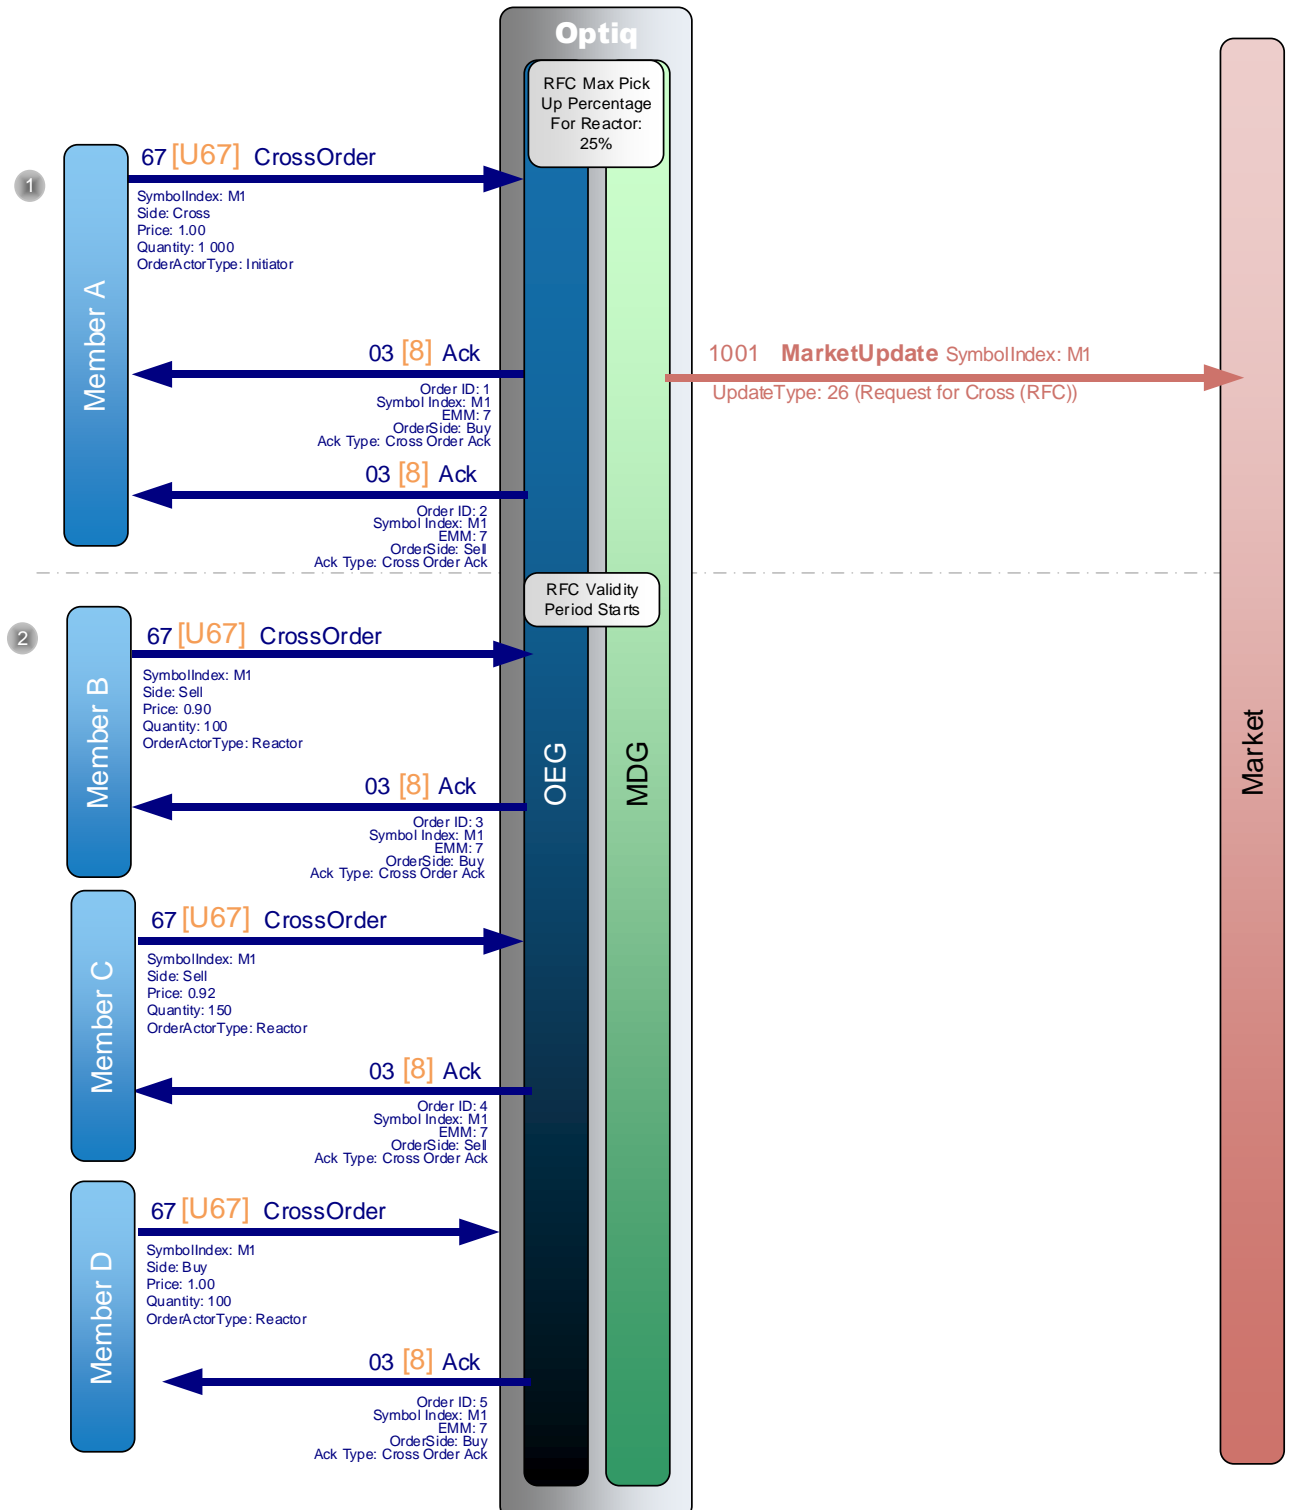 Optiq
RFC Max Pick
Up Percentage
For Reactor:
25%
1
Member A
67 [U67] CrossOrder
SymbolIndex: M1
Side: Cross
Price: 1.00
Quantity: 1 000
OrderActorType: Initiator
03 [8] Ack
Order ID: 1
Symbol Index: M1
EMM: 7
OrderSide: Buy
Ack Type: Cross Order Ack
1001 MarketUpdate SymbolIndex: M1
UpdateType: 26 (Request for Cross (RFC))
03 [8] Ack
Order ID: 2
Symbol Index: M1
EMM: 7
OrderSide: Sell
Ack Type: Cross Order Ack
RFC Validity
Period Starts
2
Member B
67 [U67] CrossOrder
SymbolIndex: M1
Side: Sell
Price: 0.90
Quantity: 100
OrderActorType: Reactor
OEG
MDG
Market
03 [8] Ack
Order ID: 3
Symbol Index: M1
EMM: 7
OrderSide: Buy
Ack Type: Cross Order Ack
Member C
67 [U67] CrossOrder
SymbolIndex: M1
Side: Sell
Price: 0.92
Quantity: 150
OrderActorType: Reactor
03 [8] Ack
Order ID: 4
Symbol Index: M1
EMM: 7
OrderSide: Sell
Ack Type: Cross Order Ack
Member D
67 [U67] CrossOrder
SymbolIndex: M1
Side: Buy
Price: 1.00
Quantity: 100
OrderActorType: Reactor
03 [8] Ack
Order ID: 5
Symbol Index: M1
EMM: 7
OrderSide: Buy
Ack Type: Cross Order Ack